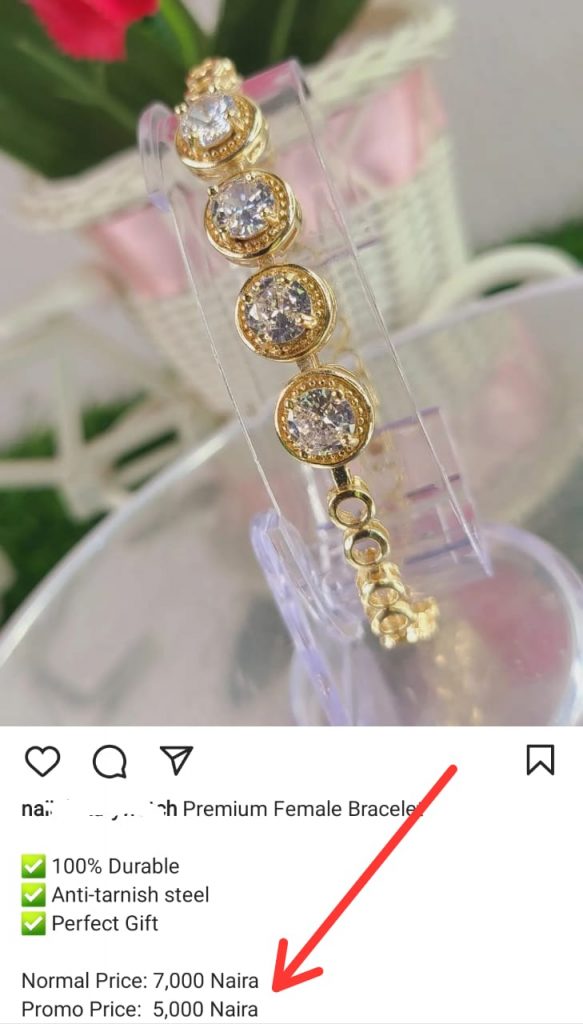 Premium Female Bracelet
✅ 100% Durable
✅ Anti-tarnish steel
✅ Perfect Gift
Normal Price: 7,000 Naira
Promo Price: 5,000 Naira